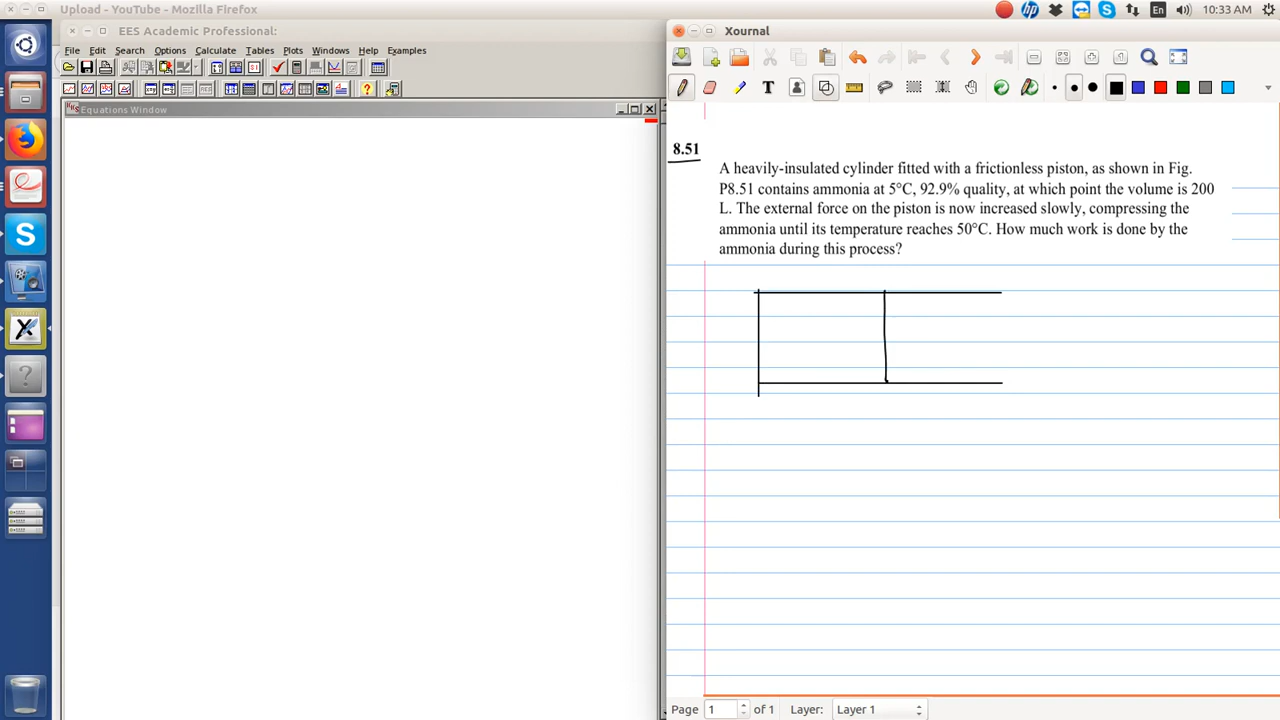 Upload - YouTube - Mozilla Firefox
En
10:33 AM
EES Academic Professional:
File Edit Search Options Calculate Tables Plots Windows Help Examples
Equations Window
Xournal
8.51
A heavily-insulated cylinder fitted with a frictionless piston, as shown in Fig.
P8.51 contains ammonia at 5°C, 92.9% quality, at which point the volume is 200
L. The external force on the piston is now increased slowly, compressing the
ammonia until its temperature reaches 50°C. How much work is done by the
ammonia during this process?
Page 1 of 1 Layer: Layer 1